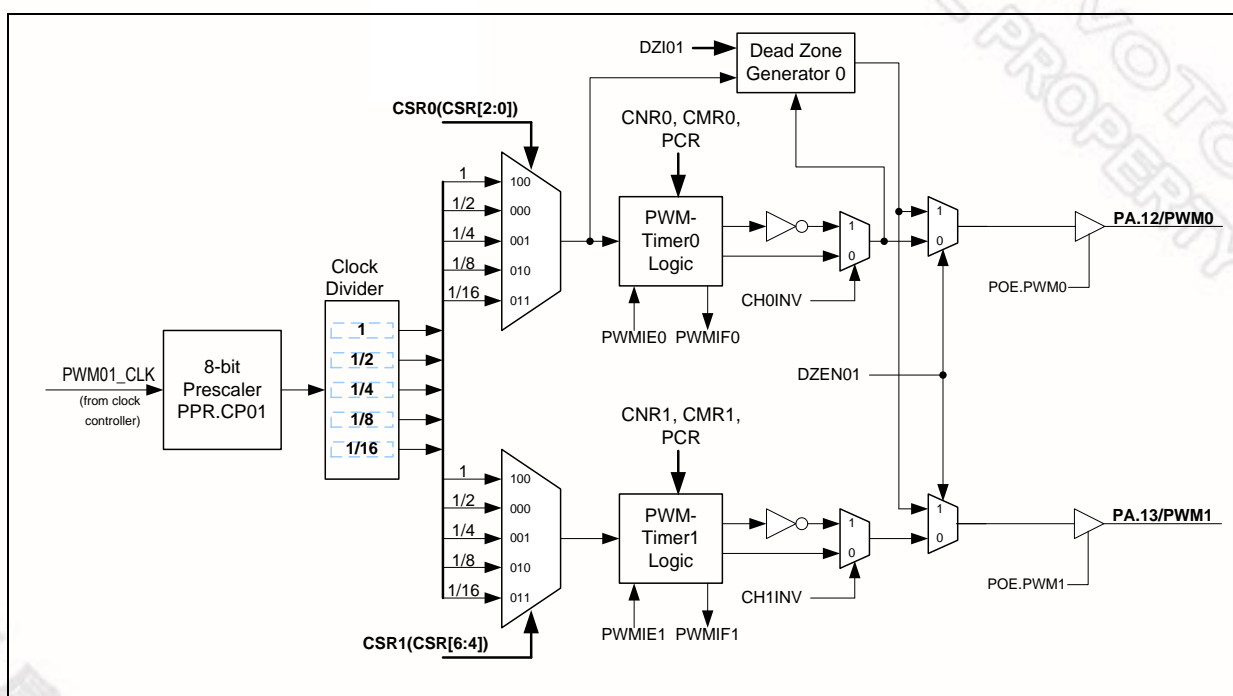 VOTO
L PROPERTY
DZI01
Dead Zone
Generator 0
CSR0(CSR[2:0])
CNR0, CMR0,
PCR
1
1/2
1/4
1/8
1/16
100
000
001
010
011
PWM-
Timer0
Logic
1
0
CH0INV
PWMIE0
PWMIF0
1
0
PA.12/PWM0
POE.PWM0
Clock
Divider
1
1/2
1/4
1/8
1/16
PWM01_CLK
(from clock
controller)
8-bit
Prescaler
PPR.CP01
DZEN01
CNR1, CMR1,
PCR
1
1/2
1/4
1/8
1/16
100
000
001
010
011
PWM-
Timer1
Logic
1
0
CH1INV
PWMIE1
PWMIF1
1
0
PA.13/PWM1
POE.PWM1
CSR1(CSR[6:4])